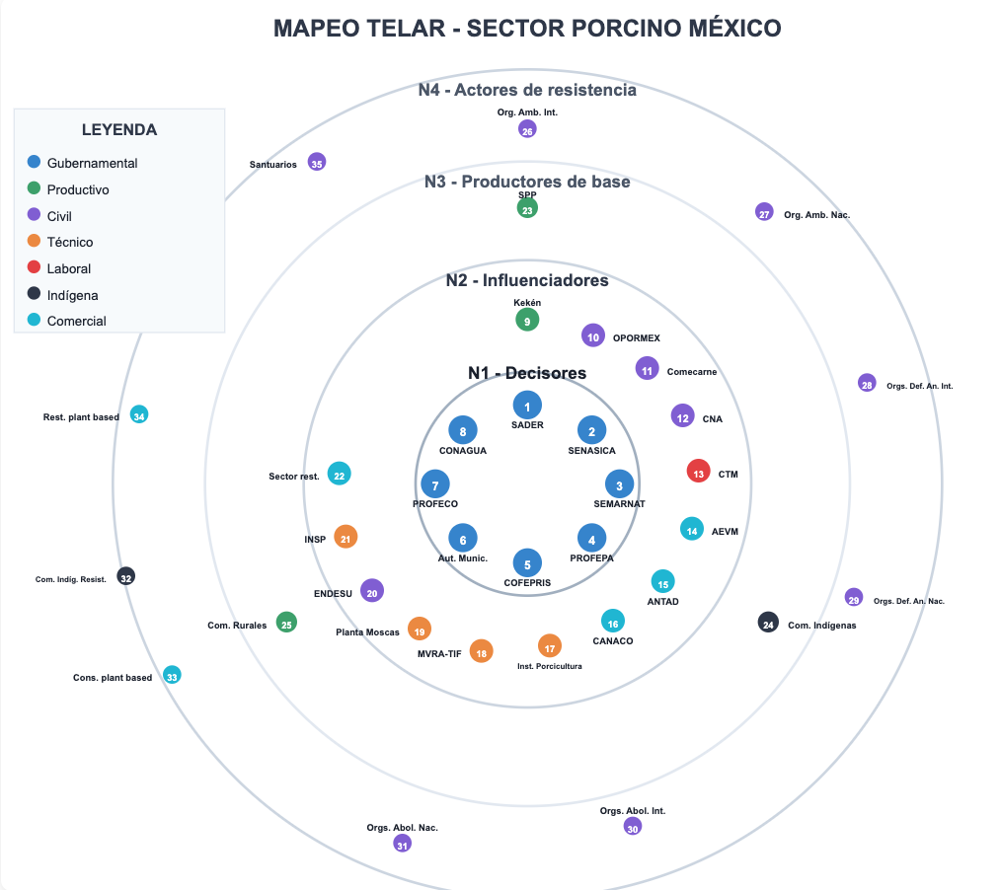 MAPEO TELAR - SECTOR PORCINO MÉXICO
LEYENDA
Gubernamental
Productivo
Civil
Técnico
Laboral
Indígena
Comercial
N4 - Actores de resistencia
Org. Amb. Int.
26
35
Santuarios
27
Org. Amb. Nac.
28
Orgs. Def. An. Int.
29
Orgs. Def. An. Nac.
Orgs. Abol. Int.
30
Orgs. Abol. Nac.
31
Com. Indíg. Resist.
32
Cons. plant based
33
Rest. plant based
34
N3 - Productores de base
SPP
23
24
Com. Indígenas
Com. Rurales
25
N2 - Influenciadores
Kekén
9
10
OPORMEX
11
Comecarne
12
CNA
13
CTM
14
AEVM
15
ANTAD
16
CANACO
17
Inst. Porcicultura
MVRA-TIF
18
Planta Moscas
19
ENDESU
20
INSP
21
Sector rest.
22
N1 - Decisores
1
SADER
2
SENASICA
3
SEMARNAT
4
PROFEPA
5
COFEPRIS
6
Aut. Munic.
7
PROFECO
8
CONAGUA